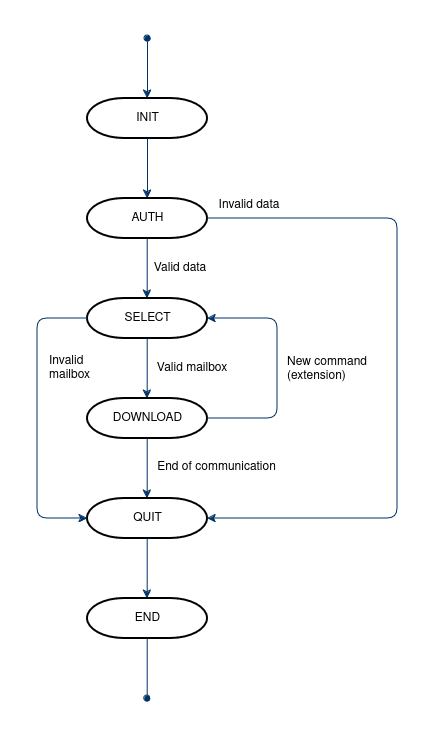 INIT
AUTH
Invalid data
Valid data
SELECT
Invalid
mailbox
Valid mailbox
New command
(extension)
DOWNLOAD
End of communication
QUIT
END